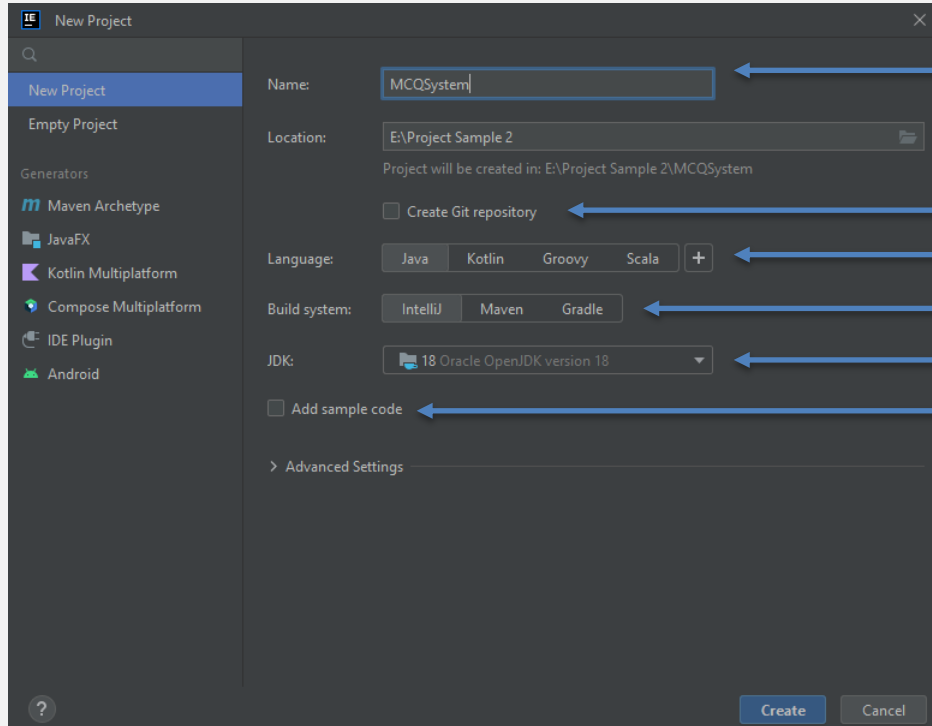 IE New Project
New Project
Empty Project
Generators
m Maven Archetype
JavaFX
Kotlin Multiplatform
Compose Multiplatform
IDE Plugin
Android
Name: MCQSystem
Location: E:\Project Sample 2
Project will be created in: E:\Project Sample 2\MCQSystem
Create Git repository
Language: Java Kotlin Groovy Scala +
Build system: IntelliJ Maven Gradle
JDK: 18 Oracle OpenJDK version 18
Add sample code
> Advanced Settings
? Create Cancel